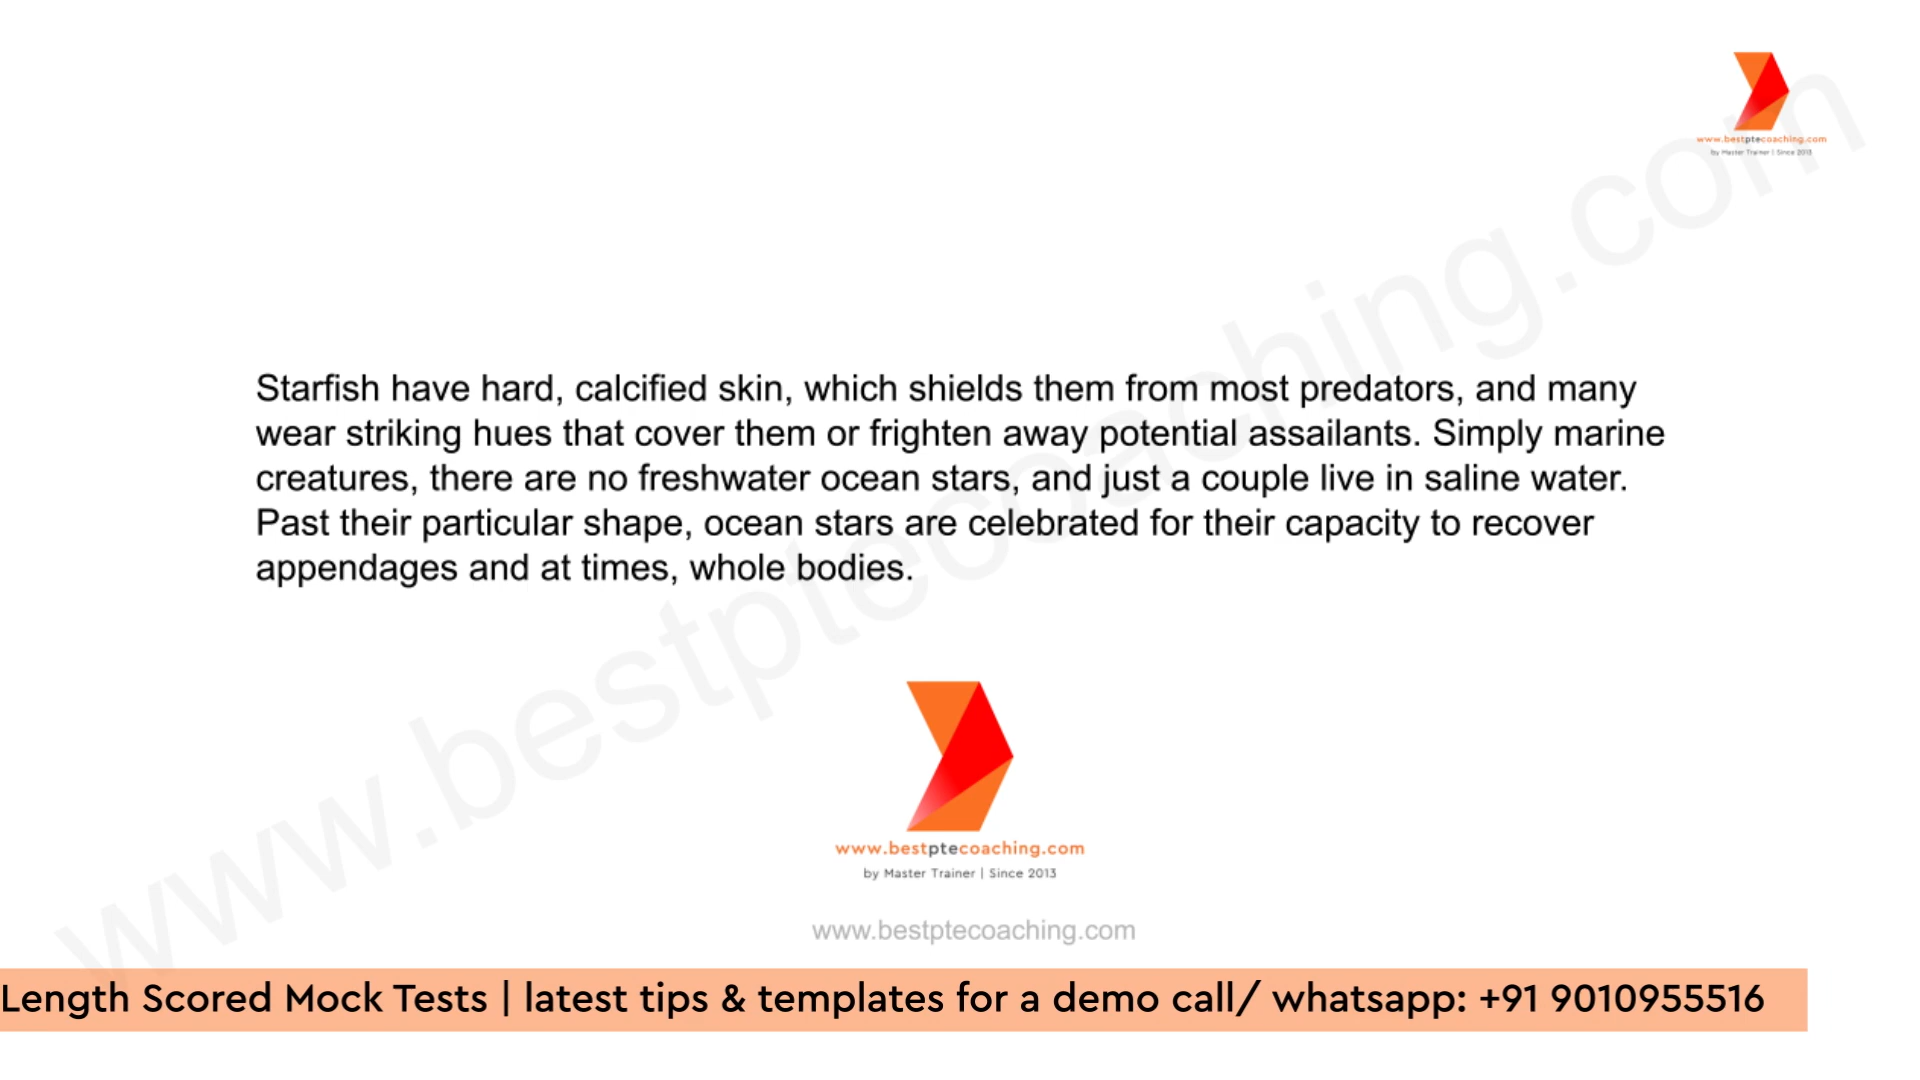 www.bestptecoaching.com
by Master Trainer | Since 2013
Starfish have hard, calcified skin, which shields them from most predators, and many
wear striking hues that cover them or frighten away potential assailants. Simply marine
creatures, there are no freshwater ocean stars, and just a couple live in saline water.
Past their particular shape, ocean stars are celebrated for their capacity to recover
appendages and at times, whole bodies.
www.bestptecoaching.com
www.bestptecoaching.com
by Master Trainer | Since 2013
www.bestptecoaching.com
Length Scored Mock Tests | latest tips & templates for a demo call/ whatsapp: +91 9010955516